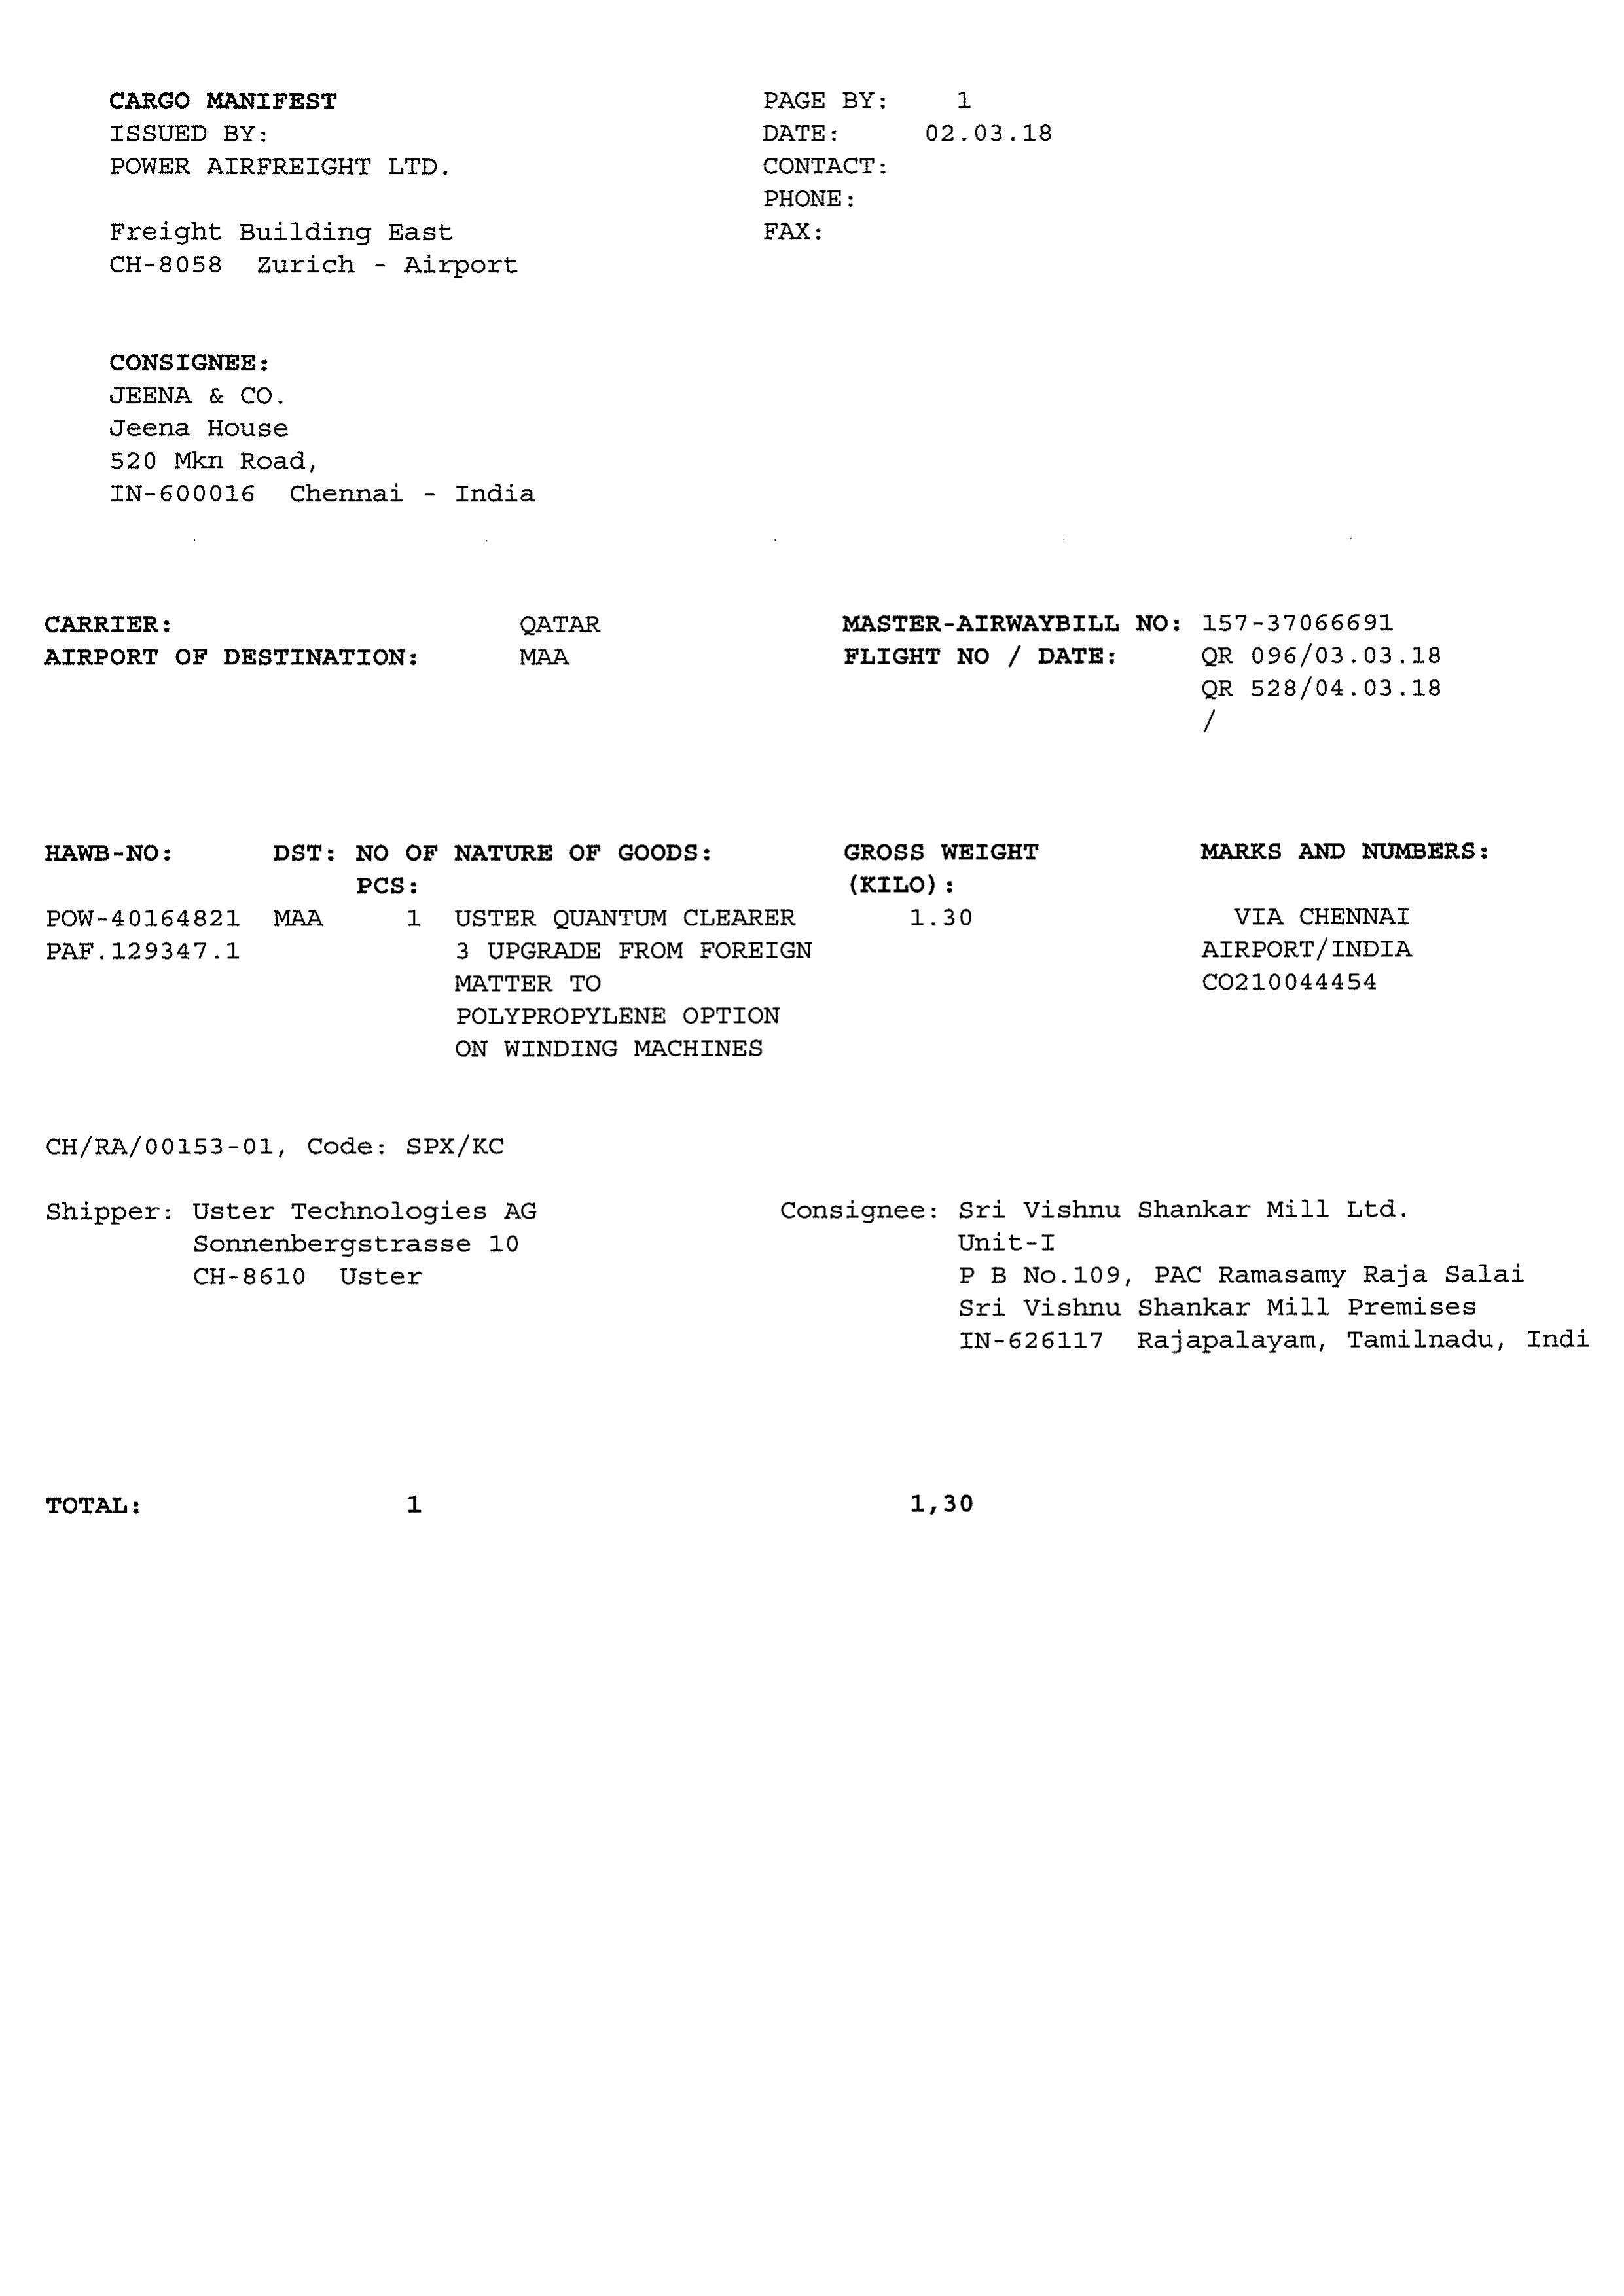 CARGO MANIFEST PAGE BY: 1
ISSUED BY: DATE: 02.03.18
POWER AIRFREIGHT LTD. CONTACT:
PHONE:
Freight Building East FAX:
CH-8058 Zurich - Airport
CONSIGNEE:
JEENA & CO.
Jeena House
520 Mkn Road,
IN-600016 Chennai - India
CARRIER: QATAR MASTER-AIRWAYBILL NO: 157-37066691
AIRPORT OF DESTINATION: MAA FLIGHT NO / DATE: QR 096/03.03.18
QR 528/04.03.18
/
HAWB-NO: DST: NO OF NATURE OF GOODS: GROSS WEIGHT MARKS AND NUMBERS:
PCS: (KILO):
POW-40164821 MAA 1 USTER QUANTUM CLEARER 1.30 VIA CHENNAI
PAF.129347.1 3 UPGRADE FROM FOREIGN AIRPORT/INDIA
MATTER TO CO210044454
POLYPROPYLENE OPTION
ON WINDING MACHINES
CH/RA/00153-01, Code: SPX/KC
Shipper: Uster Technologies AG Consignee: Sri Vishnu Shankar Mill Ltd.
Sonnenbergstrasse 10 Unit-I
CH-8610 Uster P B No.109, PAC Ramasamy Raja Salai
Sri Vishnu Shankar Mill Premises
IN-626117 Rajapalayam, Tamilnadu, Indi
TOTAL: 1 1,30